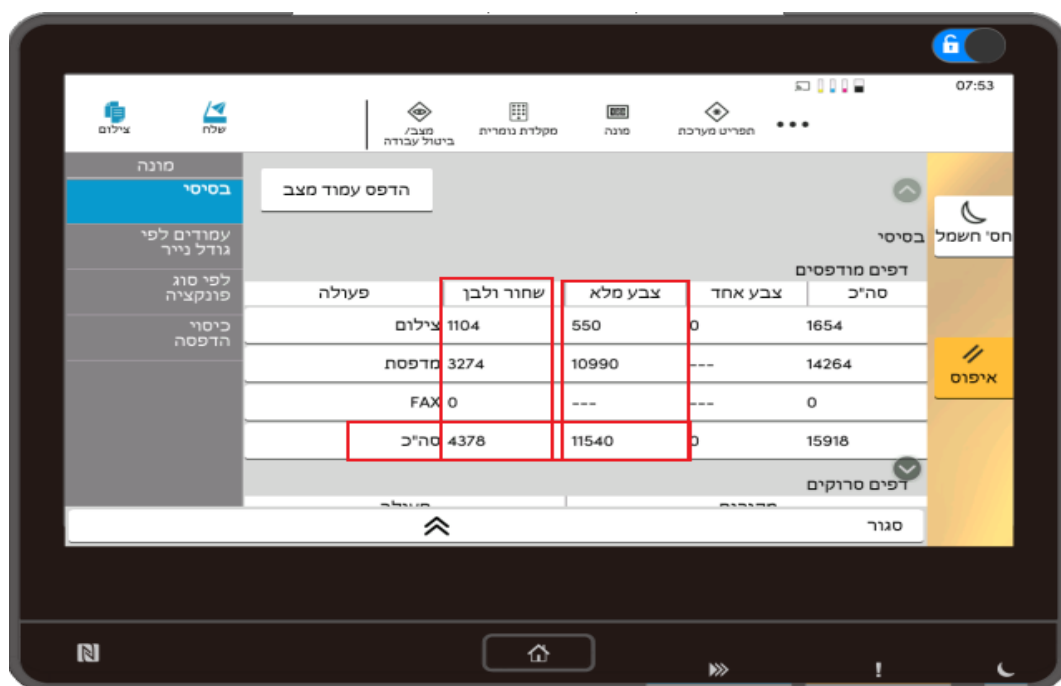 07:53
צילום
שלח
מצב/
ביטול עבודה
מקלדת נומרית
מונה
תפריט מערכת
מונה
בסיסי
עמודים לפי
גודל נייר
לפי סוג
פונקציה
כיסוי
הדפסה
הדפס עמוד מצב
חס' חשמל
איפוס
בסיסי
דפים מודפסים
פעולה שחור ולבן צבע מלא צבע אחד סה"כ
צילום 1104 550 0 1654
מדפסת 3274 10990 --- 14264
FAX 0 --- --- 0
סה"כ 4378 11540 0 15918
דפים סרוקים
סגור